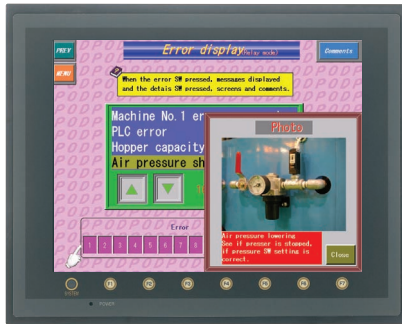 PREV
Error display(Relay mode)
Comments
MENU
When the error SW pressed, messages displayed
and the detais SW pressed, screens and comments.
Machine No.1 er
PLC error
Hopper capacity
Air pressure sh
Photo
Air pressure lowering
See if presser is stopped,
if pressure SW setting is
correct.
Close
Error
1 2 3 4 5 6 7 8
SYSTEM
F1 F2 F3 F4 F5 F6 F7
POWER